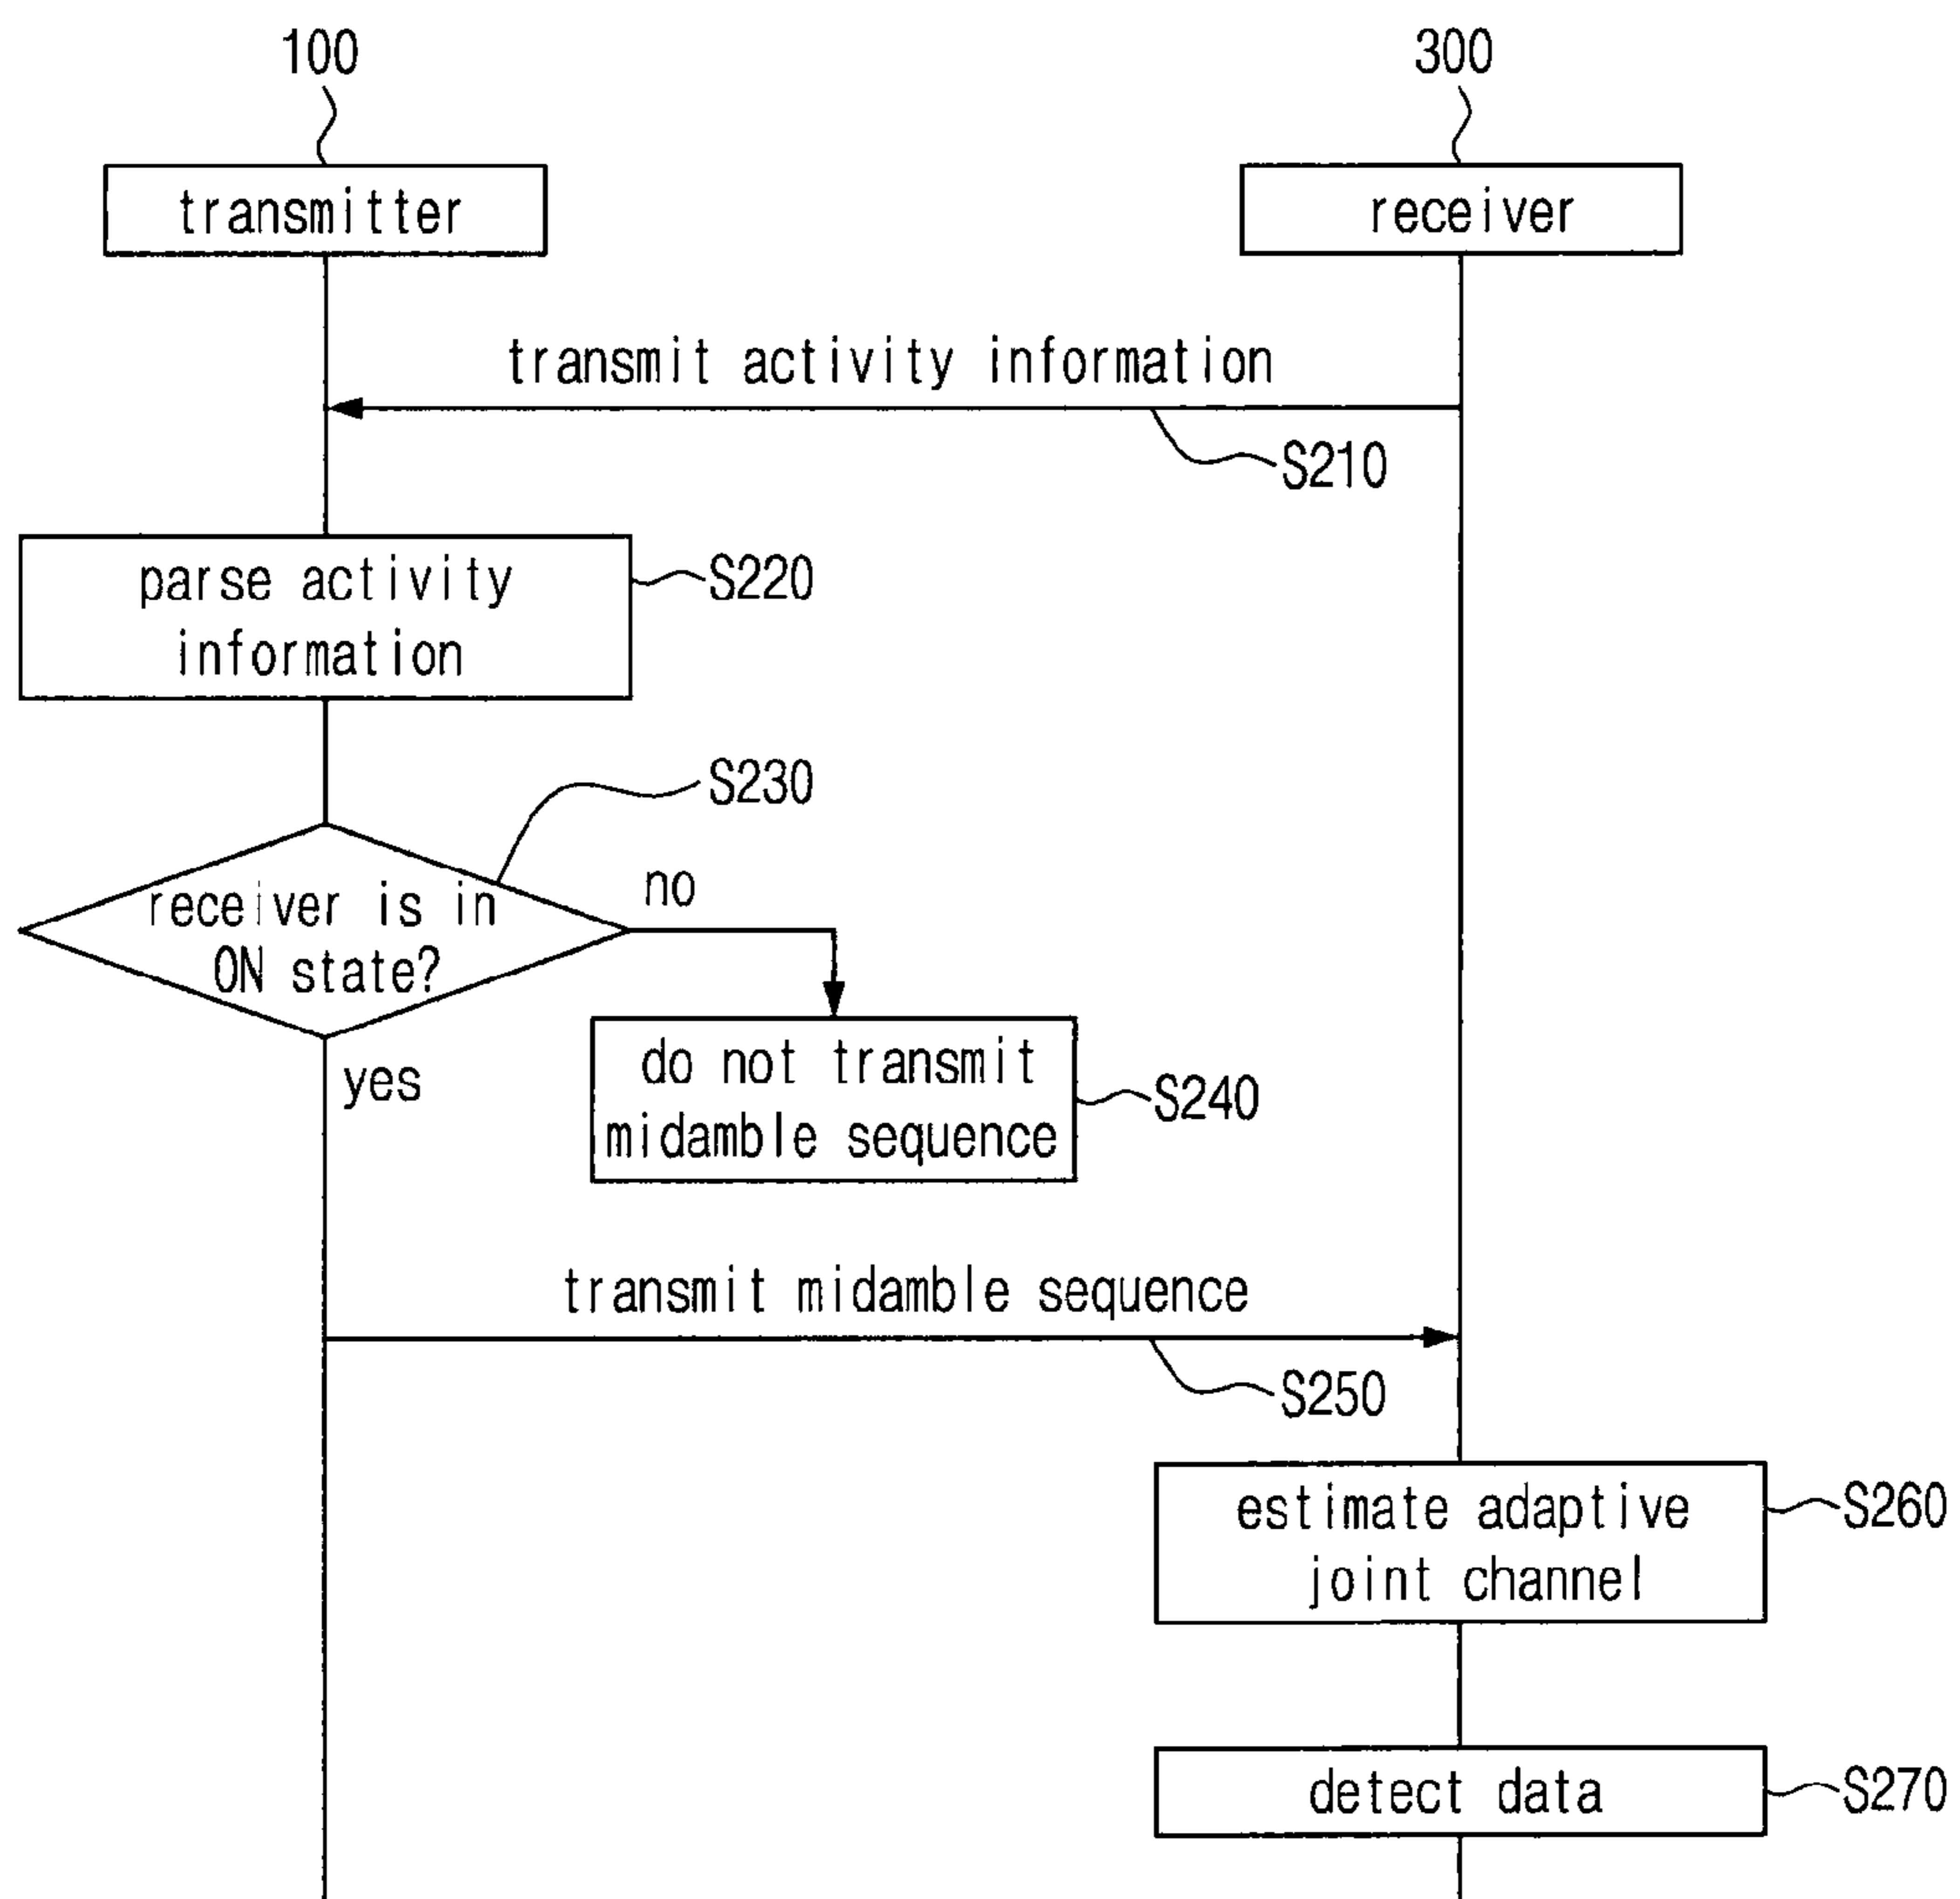 100
300
transmitter
receiver
transmit activity information
S210
parse activity
information
S220
S230
receiver is in
ON state?
no
yes
do not transmit
midamble sequence
S240
transmit midamble sequence
S250
estimate adaptive
joint channel
S260
detect data
S270